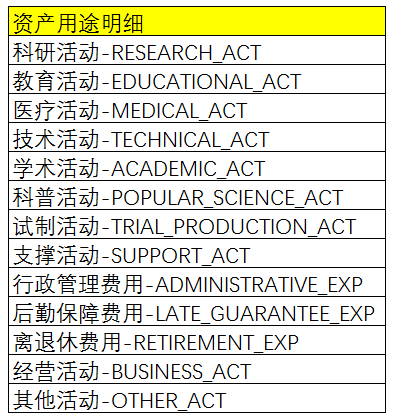 资产用途明细
科研活动-RESEARCH_ACT
教育活动-EDUCATIONAL_ACT
医疗活动-MEDICAL_ACT
技术活动-TECHNICAL_ACT
学术活动-ACADEMIC_ACT
科普活动-POPULAR_SCIENCE_ACT
试制活动-TRIAL_PRODUCTION_ACT
支撑活动-SUPPORT_ACT
行政管理费用-ADMINISTRATIVE_EXP
后勤保障费用-LATE_GUARANTEE_EXP
离退休费用-RETIREMENT_EXP
经营活动-BUSINESS_ACT
其他活动-OTHER_ACT